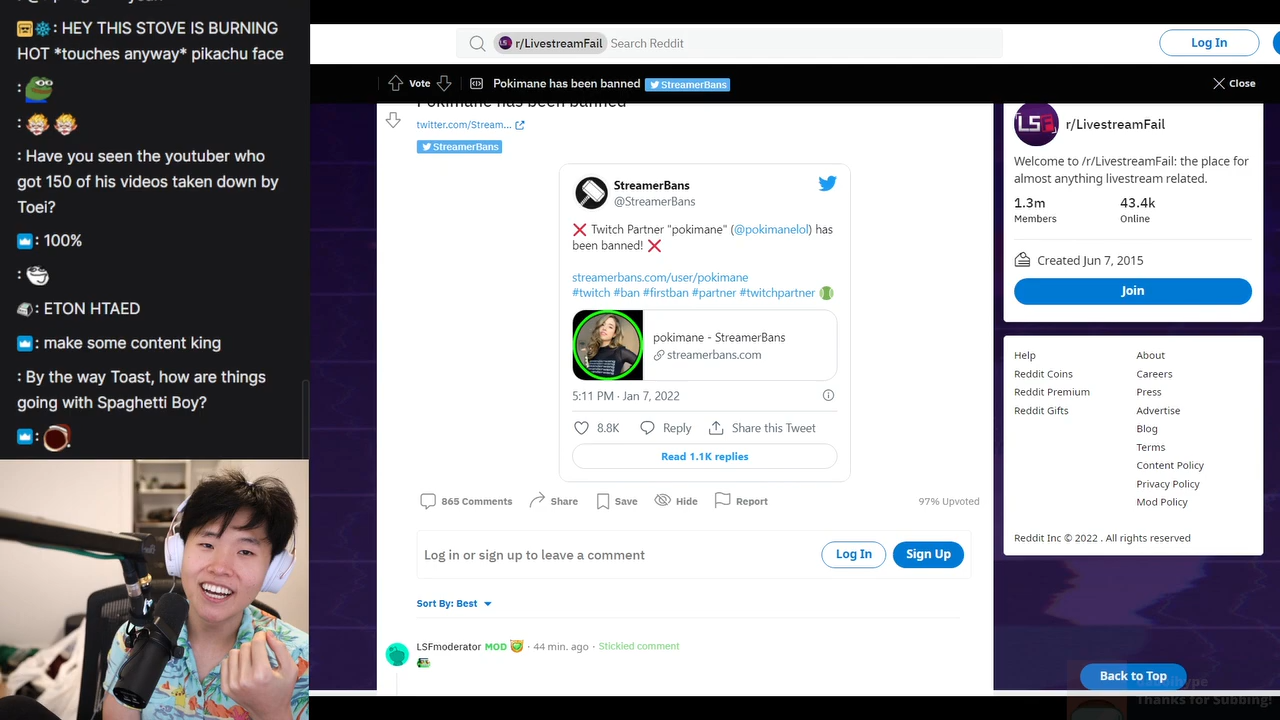 : HEY THIS STOVE IS BURNING
HOT *touches anyway* pikachu face
:
:
: Have you seen the youtuber who
got 150 of his videos taken down by
Toei?
: 100%
:
: ETON HTAED
: make some content king
: By the way Toast, how are things
going with Spaghetti Boy?
:
r/LivestreamFail Search Reddit
Log In
Vote
Pokimane has been banned
StreamerBans
Close
Pokimane has been banned
twitter.com/Stream...
StreamerBans
StreamerBans
@StreamerBans
❌ Twitch Partner "pokimane" (@pokimanelol) has
been banned! ❌
streamerbans.com/user/pokimane
#twitch #ban #firstban #partner #twitchpartner
pokimane - StreamerBans
streamerbans.com
5:11 PM · Jan 7, 2022
8.8K
Reply
Share this Tweet
Read 1.1K replies
865 Comments
Share
Save
Hide
Report
97% Upvoted
Log in or sign up to leave a comment
Log In
Sign Up
Sort By: Best
LSFmoderator MOD · 44 min. ago · Stickied comment
LSF
r/LivestreamFail
Welcome to /r/LivestreamFail: the place for
almost anything livestream related.
1.3m
Members
43.4k
Online
Created Jun 7, 2015
Join
Help
Reddit Coins
Reddit Premium
Reddit Gifts
About
Careers
Press
Advertise
Blog
Terms
Content Policy
Privacy Policy
Mod Policy
Reddit Inc © 2022 . All rights reserved
Back to Top
Thanks for Subbing!